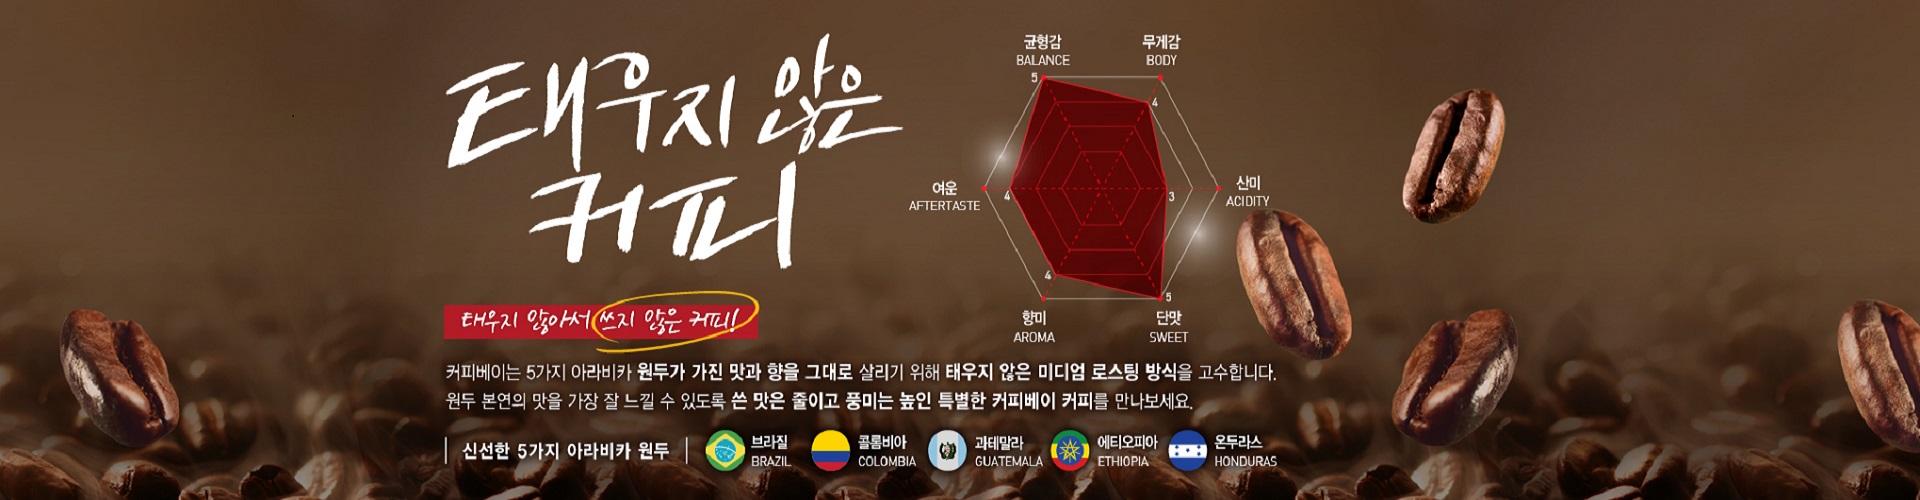 태우지 않은
커피
태우지 않아서 쓰지 않은 커피!
커피베이는 5가지 아라비카 원두가 가진 맛과 향을 그대로 살리기 위해 태우지 않은 미디엄 로스팅 방식을 고수합니다.
원두 본연의 맛을 가장 잘 느낄 수 있도록 쓴 맛은 줄이고 풍미는 높인 특별한 커피베이 커피를 만나보세요.
신선한 5가지 아라비카 원두
브라질
BRAZIL
콜롬비아
COLOMBIA
과테말라
GUATEMALA
에티오피아
ETHIOPIA
온두라스
HONDURAS
균형감
BALANCE
5
무게감
BODY
4
산미
ACIDITY
3
단맛
SWEET
5
향미
AROMA
4
여운
AFTERTASTE
4